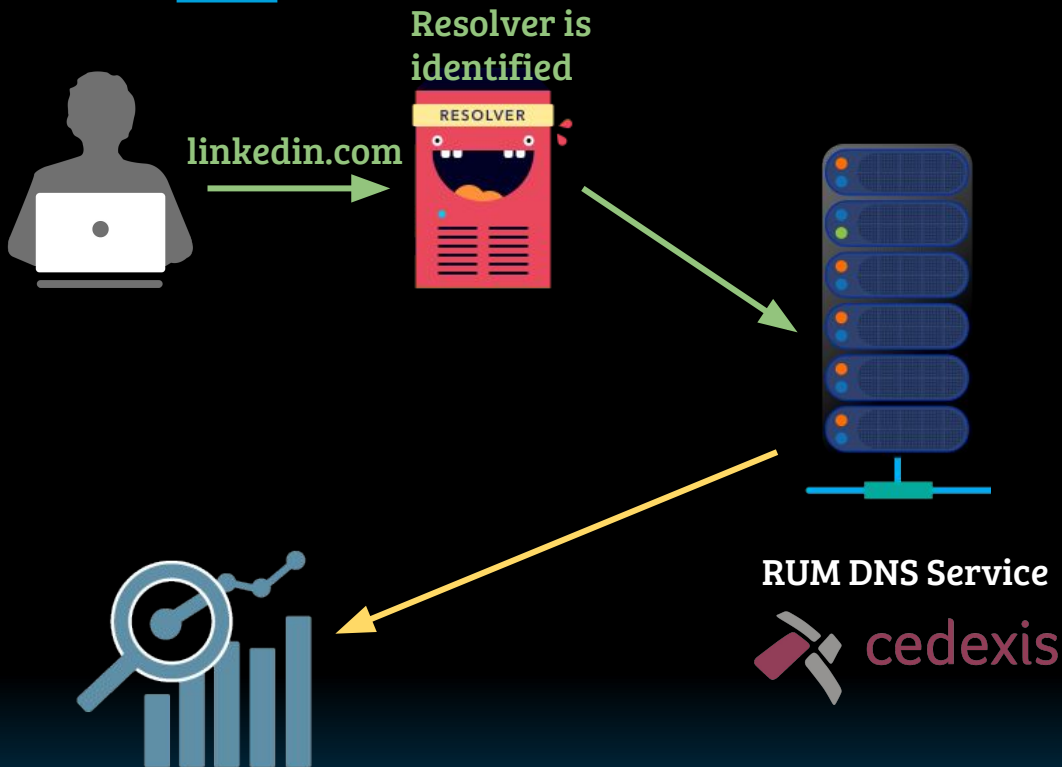 Resolver is
identified
RESOLVER
linkedin.com
RUM DNS Service
cedexis